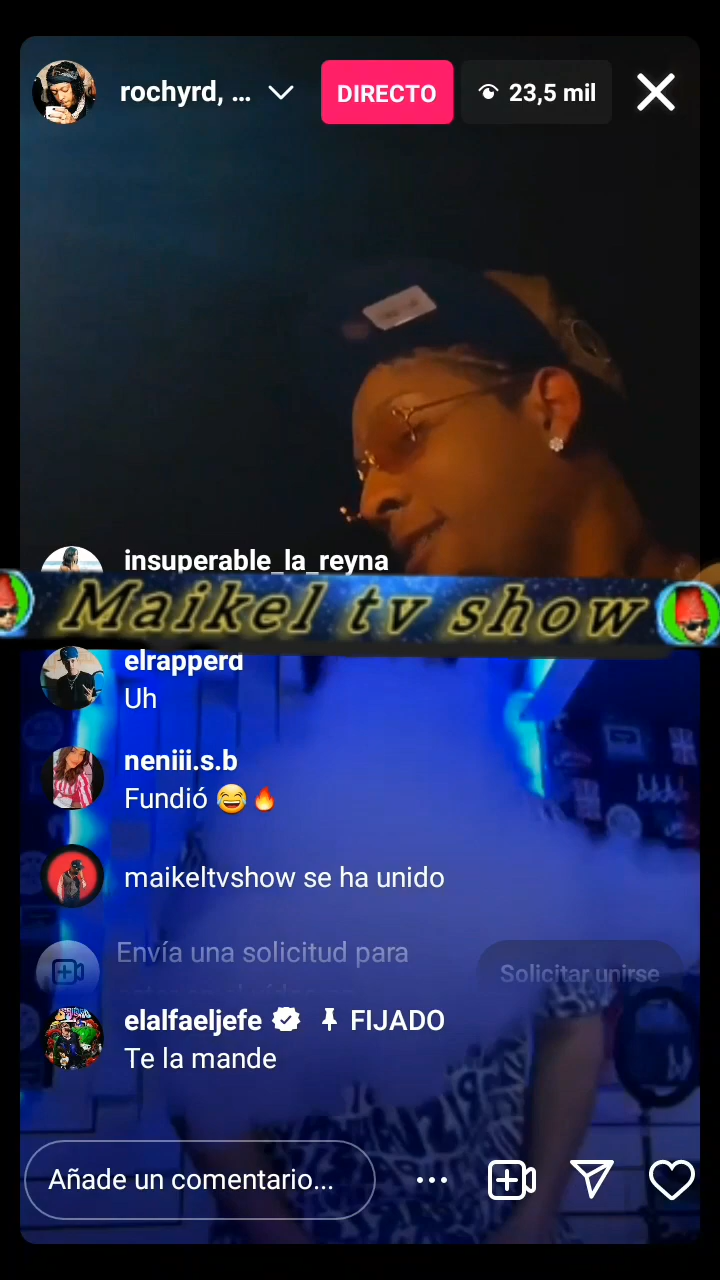 rochyrd, ...
DIRECTO
23,5 mil
insuperable_la_reyna
Maikel tv show
elrapperd
Uh
neniii.s.b
Fundió 😂🔥
maikeltvshow se ha unido
Envía una solicitud para
Solicitar unirse
elalfaeljefe FIJADO
Te la mande
Añade un comentario...